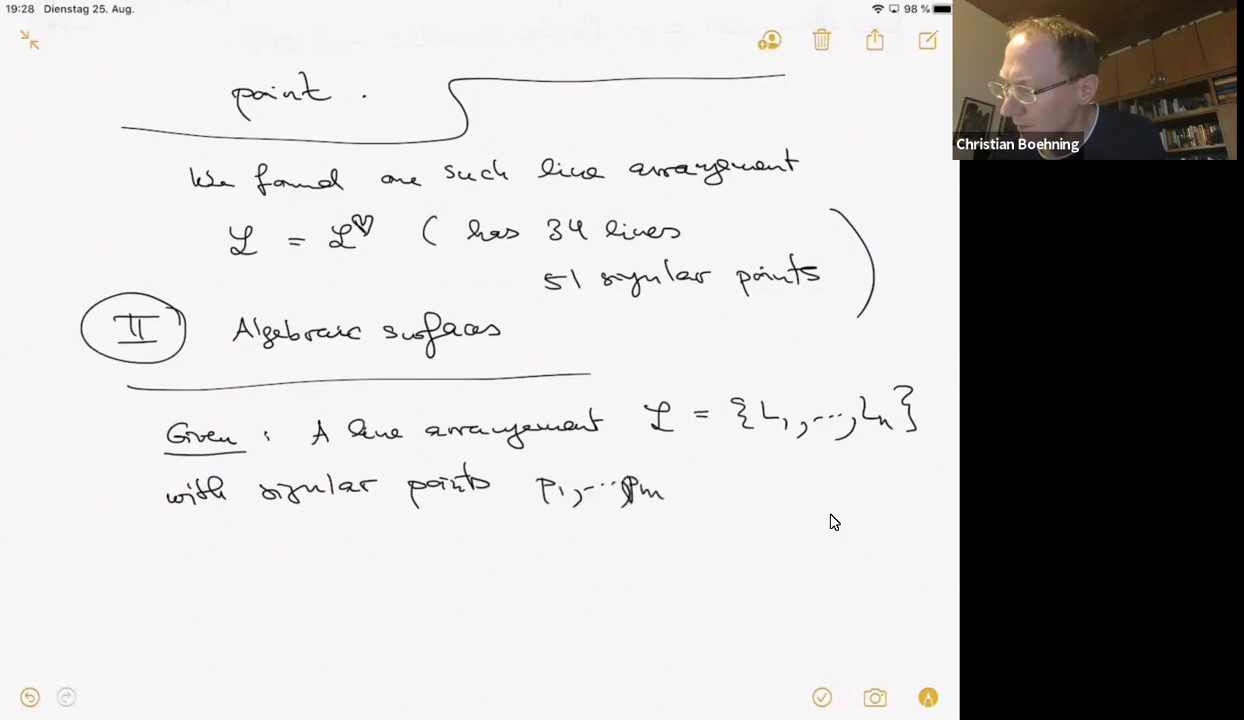 19:28 Dienstag 25. Aug.
98 %
point .
We found one such line arrangement
ℒ = ℒ♡ ( has 34 lines
51 singular points )
II Algebraic surfaces
Given : A line arrangement ℒ = {L₁,...,Lₙ}
with singular points p₁,...,pₘ
Christian Boehning